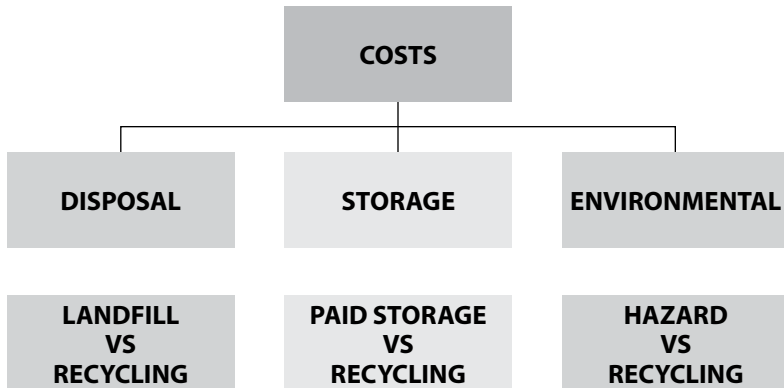 COSTS
DISPOSAL
STORAGE
ENVIRONMENTAL
LANDFILL
VS
RECYCLING
PAID STORAGE
VS
RECYCLING
HAZARD
VS
RECYCLING